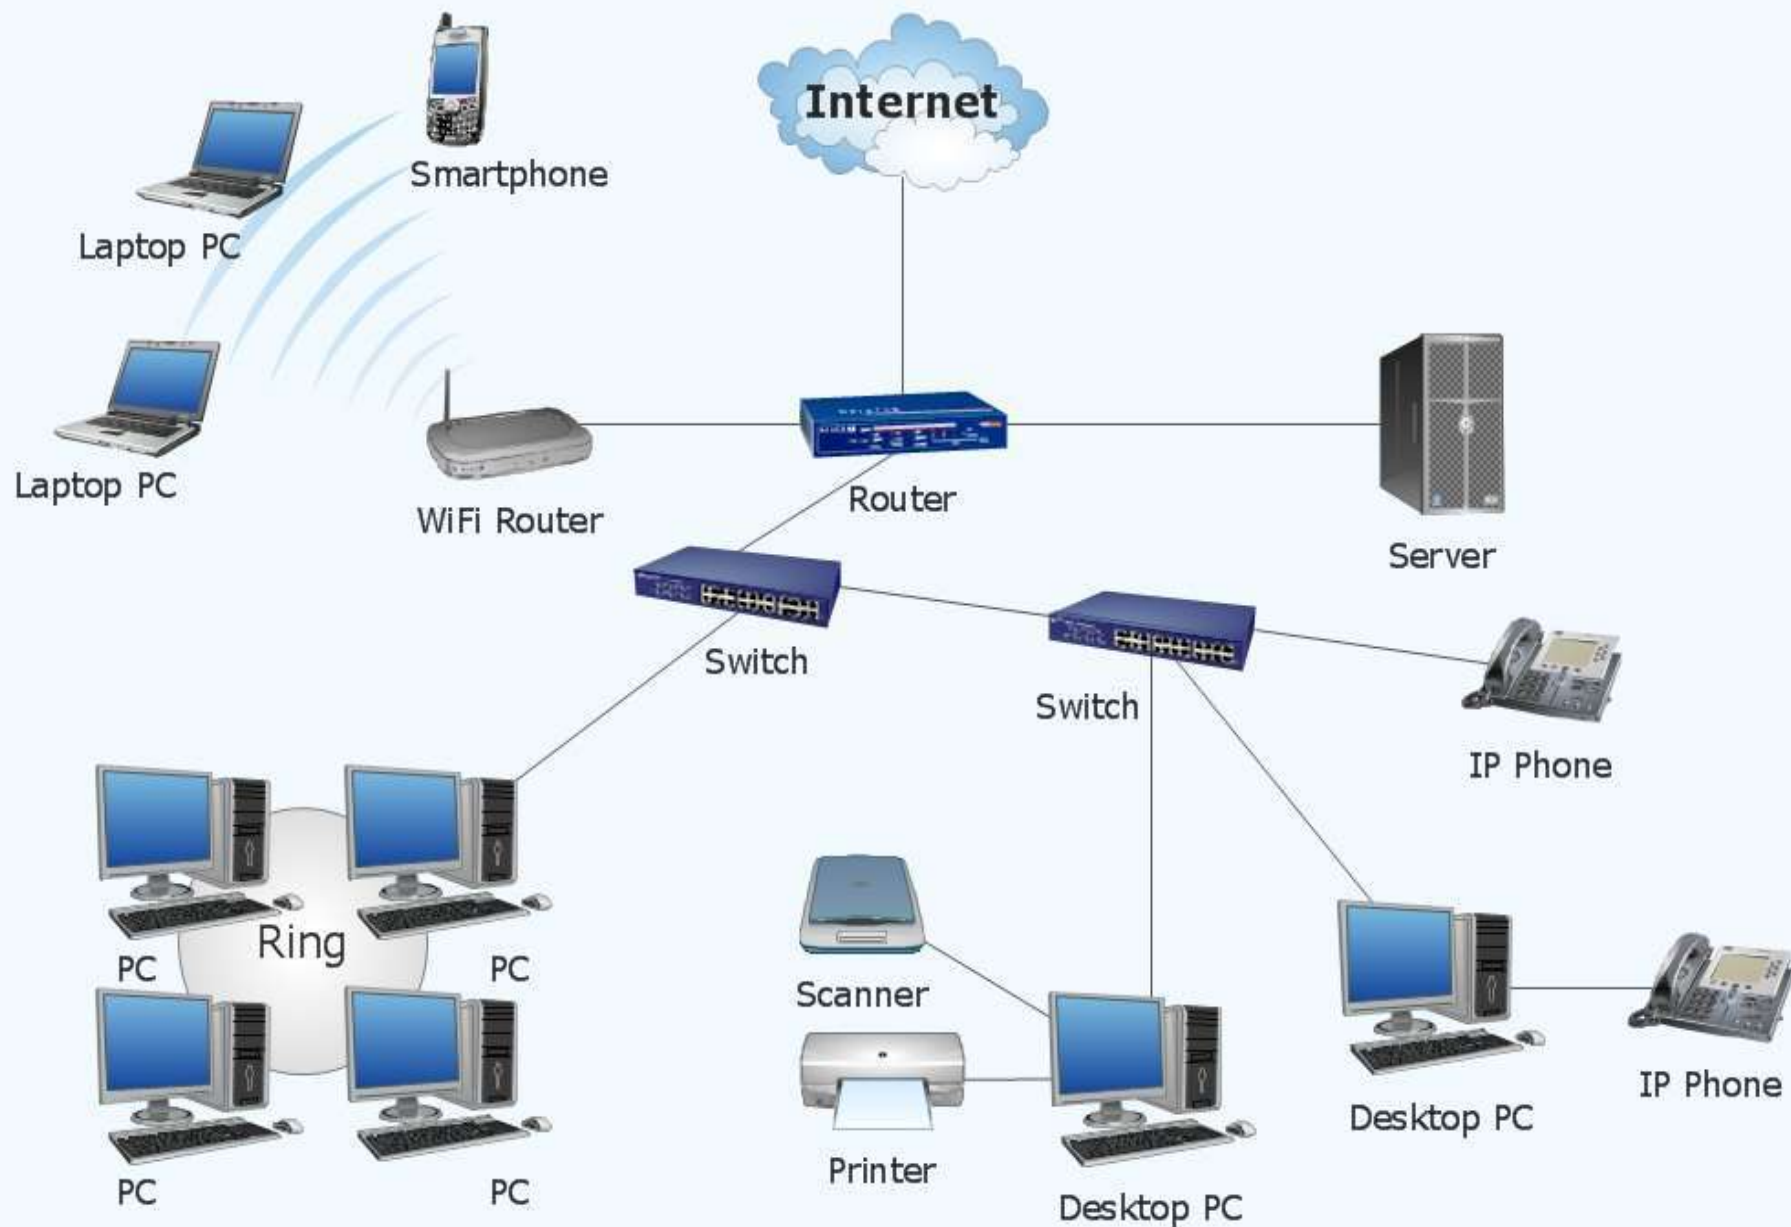 Internet
Smartphone
Laptop PC
Laptop PC
WiFi Router
Router
Server
Switch
Switch
IP Phone
Ring
PC
PC
Scanner
IP Phone
Desktop PC
Printer
PC
PC
Desktop PC